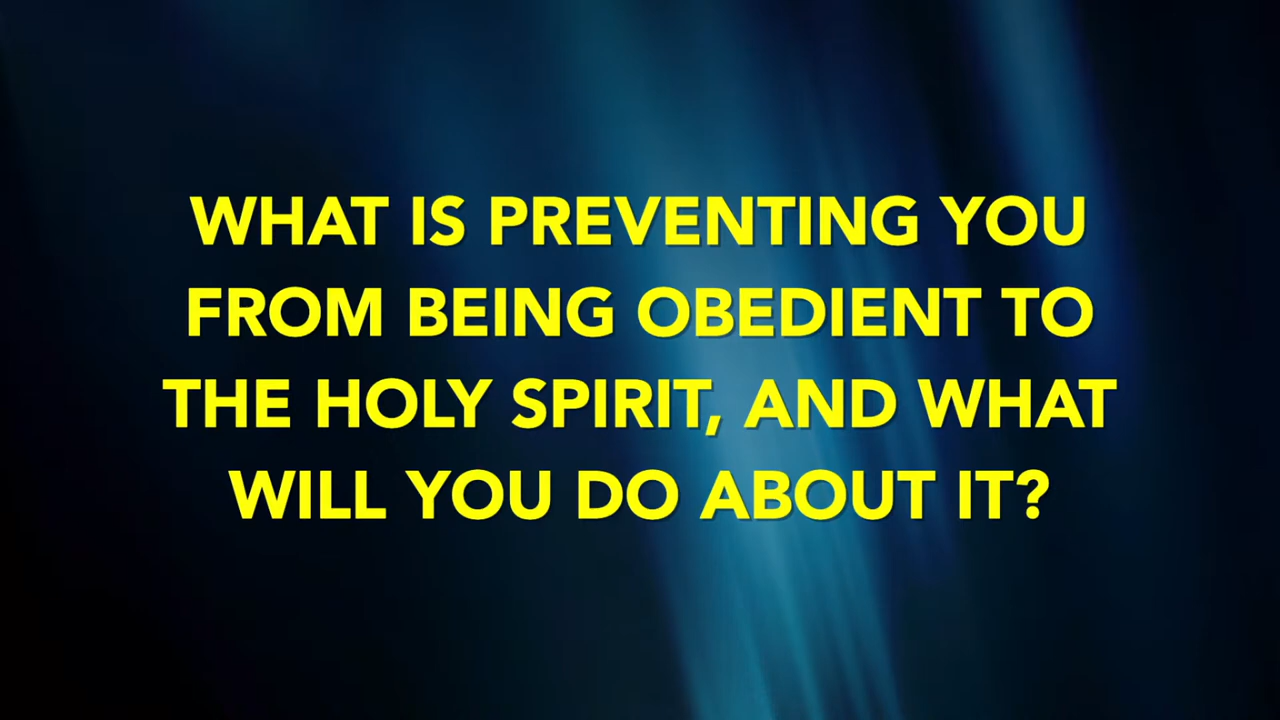 WHAT IS PREVENTING YOU
FROM BEING OBEDIENT TO
THE HOLY SPIRIT, AND WHAT
WILL YOU DO ABOUT IT?